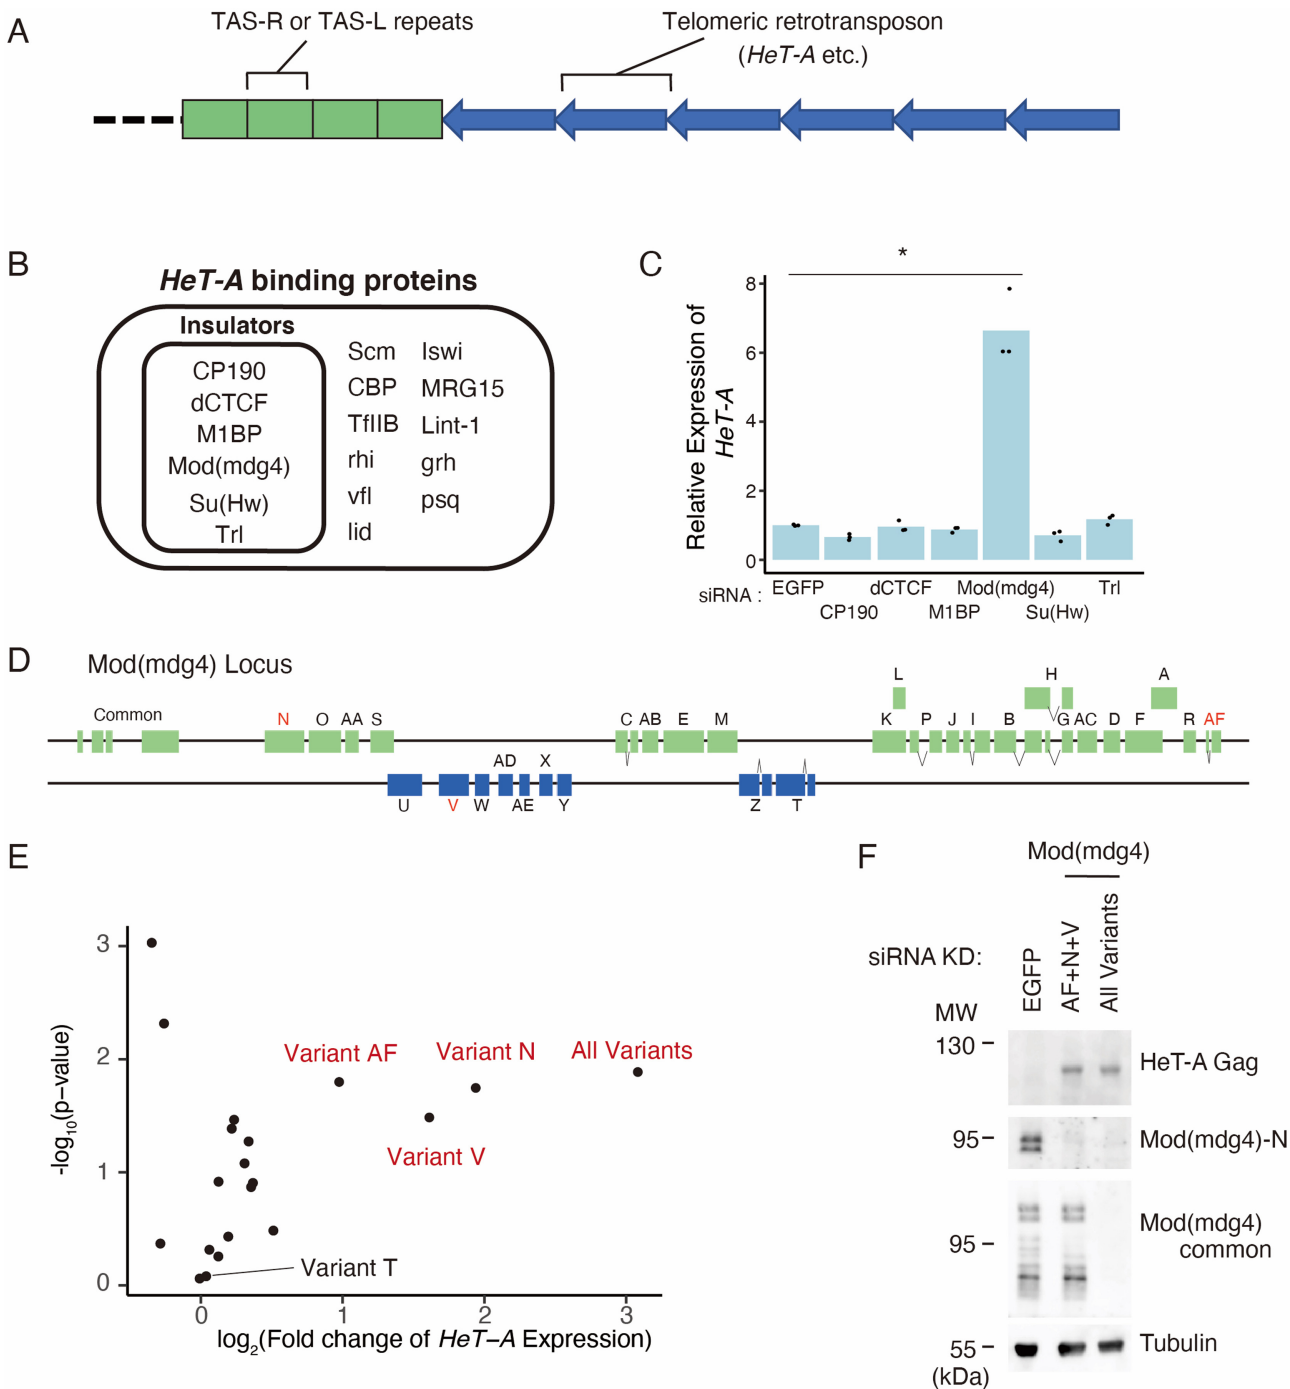 A
TAS-R or TAS-L repeats
Telomeric retrotransposon
(HeT-A etc.)
B
HeT-A binding proteins
Insulators
CP190
dCTCF
M1BP
Mod(mdg4)
Su(Hw)
Trl
Scm
CBP
TfIIB
rhi
vfl
lid
Iswi
MRG15
Lint-1
grh
psq
C
*
Relative Expression of
HeT-A
8
6
4
2
0
siRNA :
EGFP
CP190
dCTCF
M1BP
Mod(mdg4)
Su(Hw)
Trl
D
Mod(mdg4) Locus
L H A
Common N O AA S C AB E M K P J I B G AC D F R AF
AD X
U V W AE Y Z T
E
-log10(p−value)
3
2
1
0
Variant AF
Variant N
All Variants
Variant V
Variant T
0 1 2 3
log2(Fold change of HeT−A Expression)
F
Mod(mdg4)
siRNA KD:
EGFP
AF+N+V
All Variants
MW
130
HeT-A Gag
95
Mod(mdg4)-N
95
Mod(mdg4)
common
55
Tubulin
(kDa)